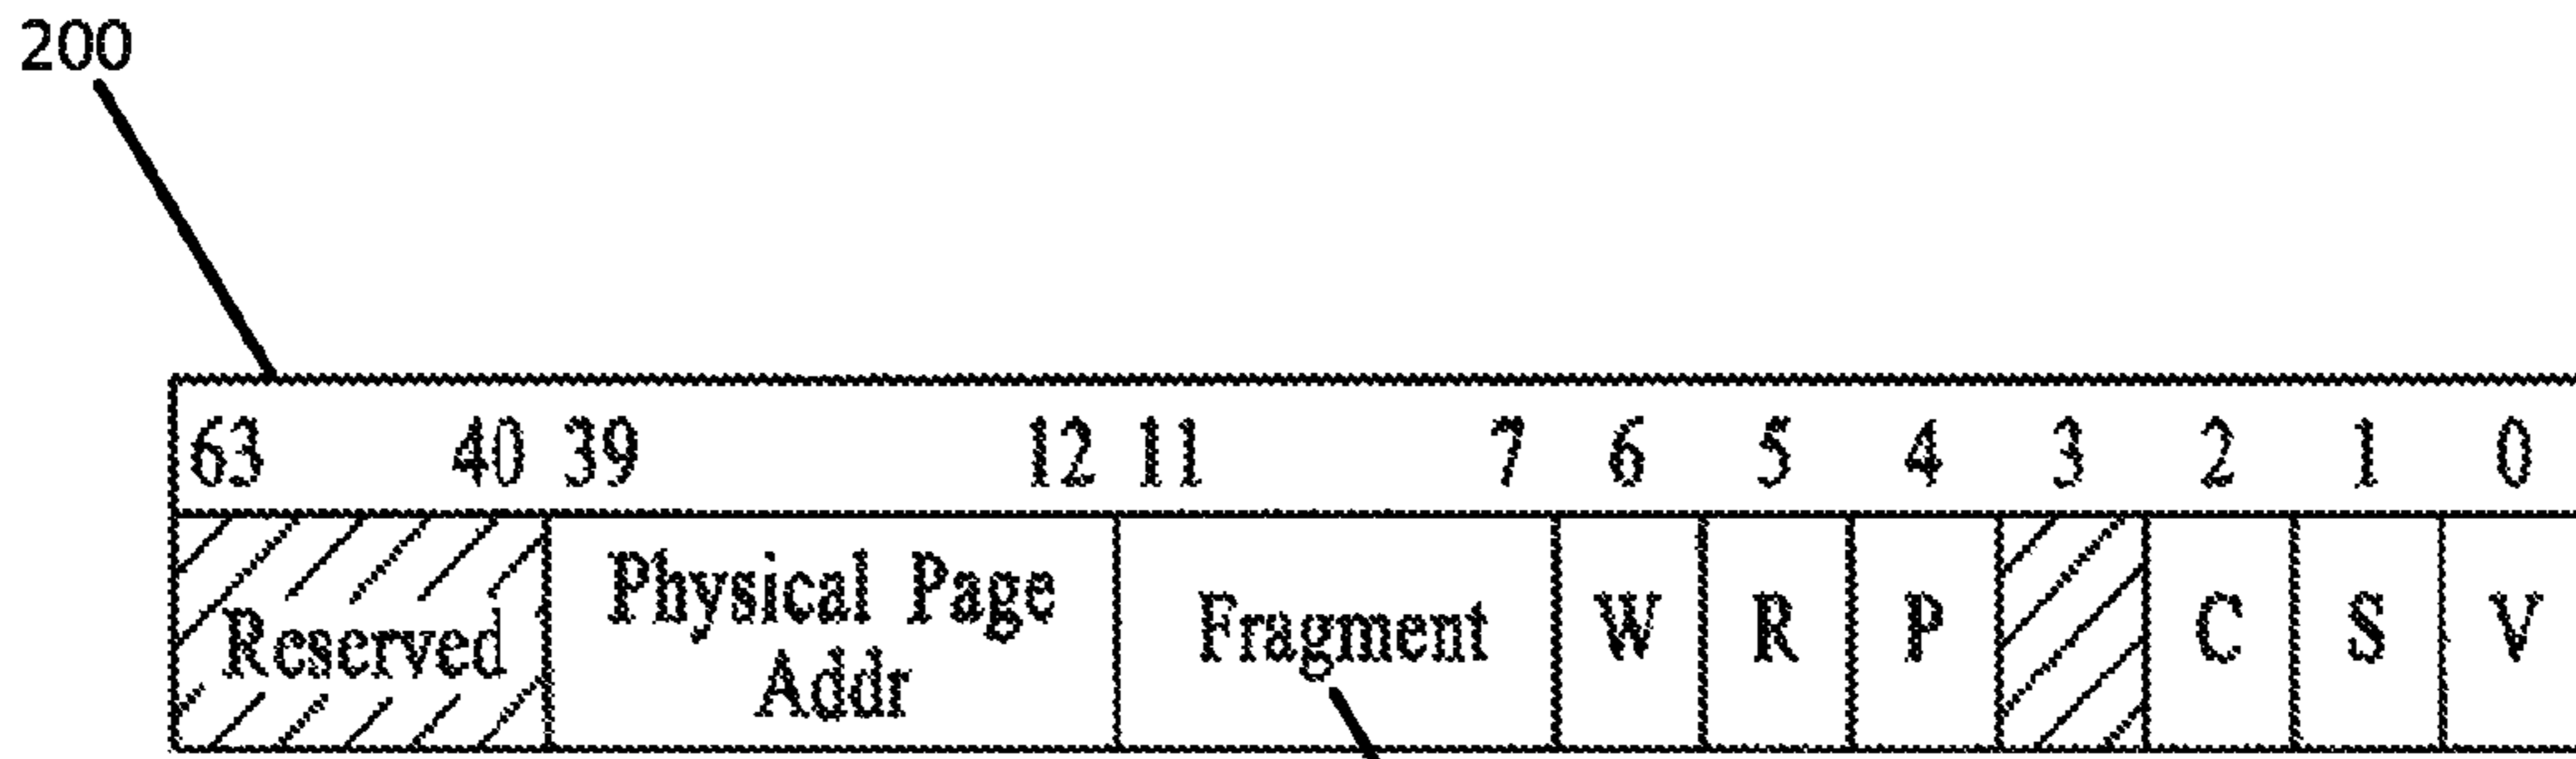 200
63 40 39 12 11 7 6 5 4 3 2 1 0
Reserved
Physical Page
Addr
Fragment
W
R
P
C
S
V